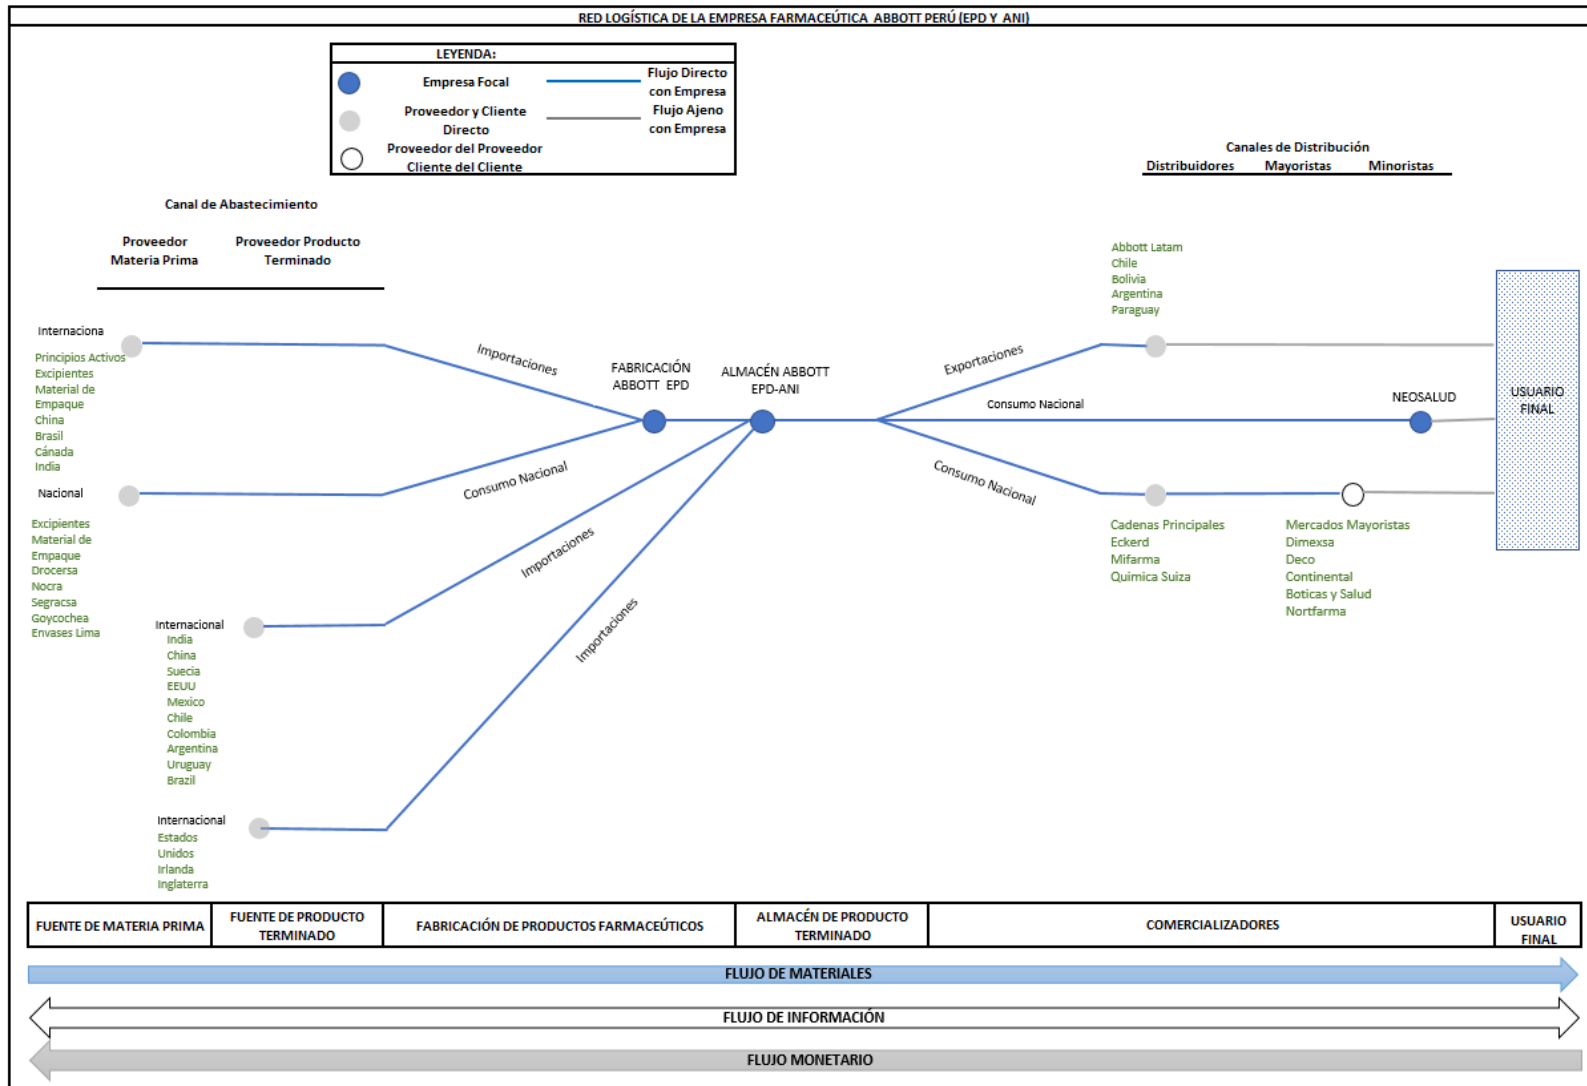 RED LOGÍSTICA DE LA EMPRESA FARMACEÚTICA ABBOTT PERÚ (EPD Y ANI)
LEYENDA:
Empresa Focal
Flujo Directo
con Empresa
Proveedor y Cliente
Directo
Flujo Ajeno
con Empresa
Proveedor del Proveedor
Cliente del Cliente
Canales de Distribución
Distribuidores
Mayoristas
Minoristas
Canal de Abastecimiento
Proveedor
Materia Prima
Proveedor Producto
Terminado
Abbott Latam
Chile
Bolivia
Argentina
Paraguay
Internaciona
Principios Activos
Excipientes
Material de
Empaque
China
Brasil
Cánada
India
Importaciones
FABRICACIÓN
ABBOTT EPD
ALMACÉN ABBOTT
EPD-ANI
Exportaciones
Consumo Nacional
NEOSALUD
USUARIO
FINAL
Nacional
Excipientes
Material de
Empaque
Drocersa
Nocra
Segracsa
Goycochea
Envases Lima
Consumo Nacional
Importaciones
Importaciones
Consumo Nacional
Cadenas Principales
Eckerd
Mifarma
Quimica Suiza
Mercados Mayoristas
Dimexsa
Deco
Continental
Boticas y Salud
Nortfarma
Internacional
India
China
Suecia
EEUU
Mexico
Chile
Colombia
Argentina
Uruguay
Brazil
Internacional
Estados
Unidos
Irlanda
Inglaterra
FUENTE DE MATERIA PRIMA
FUENTE DE PRODUCTO
TERMINADO
FABRICACIÓN DE PRODUCTOS FARMACEÚTICOS
ALMACÉN DE PRODUCTO
TERMINADO
COMERCIALIZADORES
USUARIO
FINAL
FLUJO DE MATERIALES
FLUJO DE INFORMACIÓN
FLUJO MONETARIO